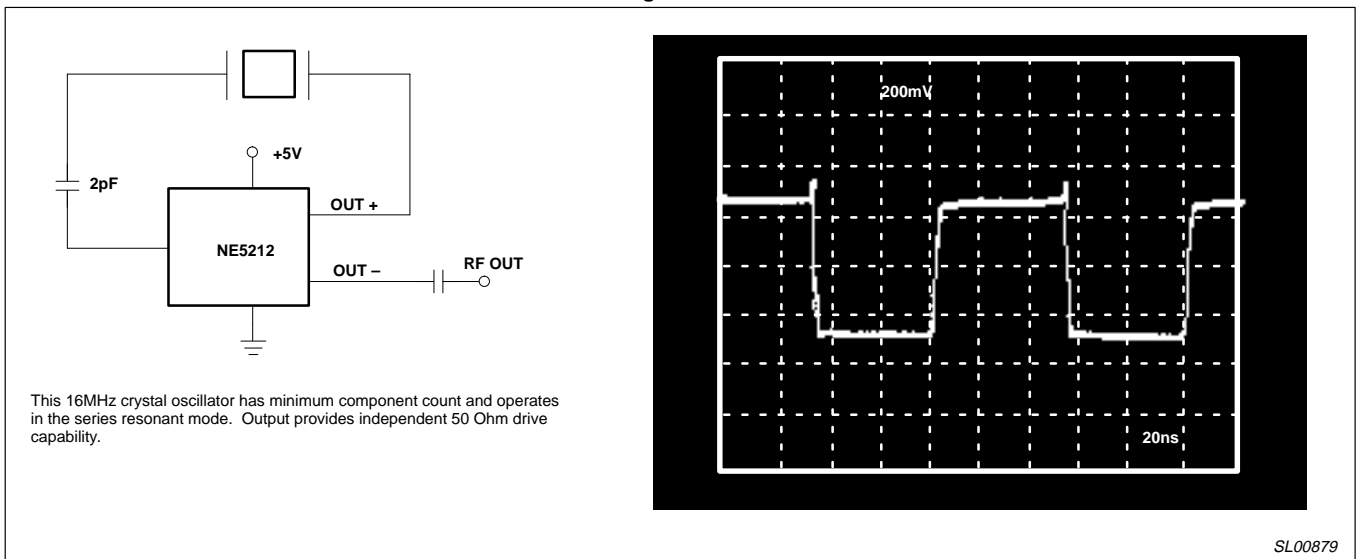 2pF
+5V
NE5212
OUT +
OUT –
RF OUT
This 16MHz crystal oscillator has minimum component count and operates
in the series resonant mode.  Output provides independent 50 Ohm drive
capability.
200mV
20ns
SL00879